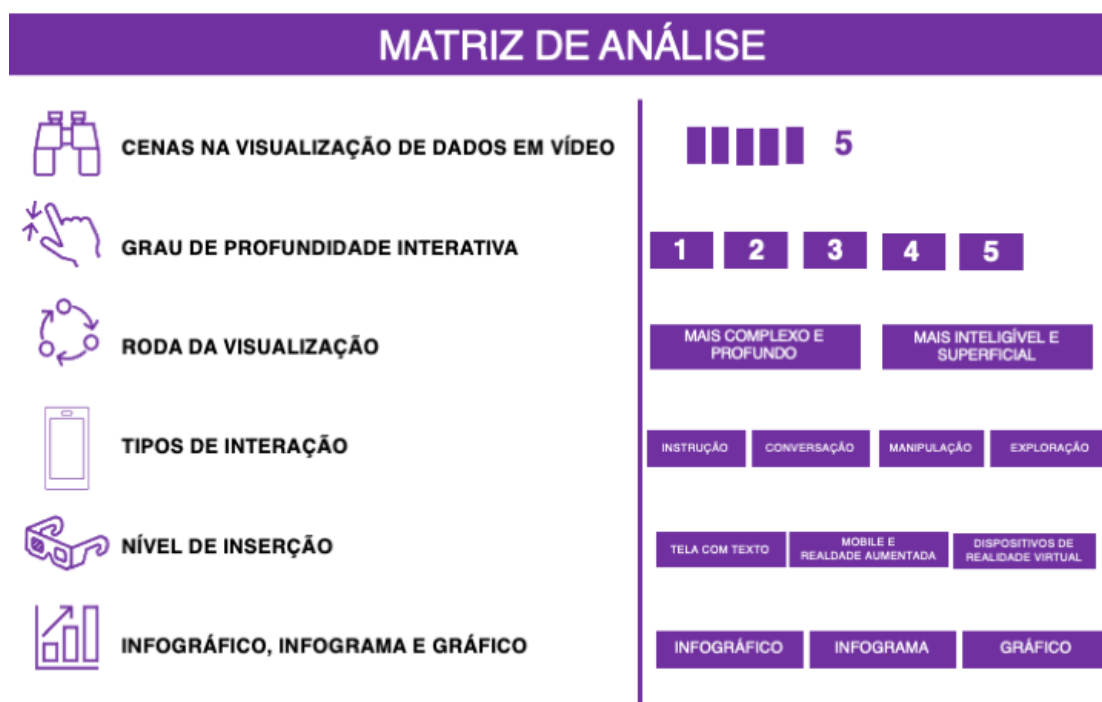 MATRIZ DE ANÁLISE
CENAS NA VISUALIZAÇÃO DE DADOS EM VÍDEO
5
GRAU DE PROFUNDIDADE INTERATIVA
1 2 3 4 5
RODA DA VISUALIZAÇÃO
MAIS COMPLEXO E
PROFUNDO
MAIS INTELIGÍVEL E
SUPERFICIAL
TIPOS DE INTERAÇÃO
INSTRUÇÃO CONVERSAÇÃO MANIPULAÇÃO EXPLORAÇÃO
NÍVEL DE INSERÇÃO
TELA COM TEXTO
MOBILE E
REALDADE AUMENTADA
DISPOSITIVOS DE
REALIDADE VIRTUAL
INFOGRÁFICO, INFOGRAMA E GRÁFICO
INFOGRÁFICO INFOGRAMA GRÁFICO